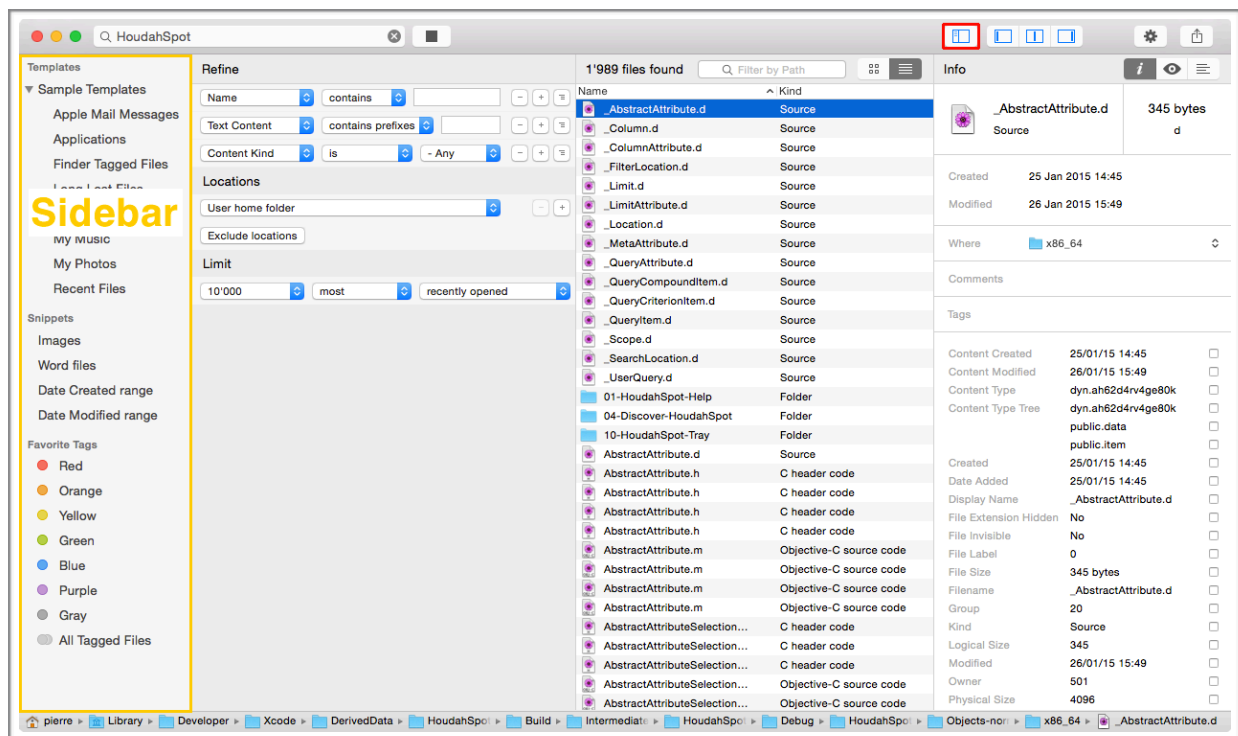 HoudahSpot
Templates
Sample Templates
Apple Mail Messages
Applications
Finder Tagged Files
Long Lost Files
Sidebar
My Music
My Photos
Recent Files
Snippets
Images
Word files
Date Created range
Date Modified range
Favorite Tags
Red
Orange
Yellow
Green
Blue
Purple
Gray
All Tagged Files
Refine
Name contains
Text Content contains prefixes
Content Kind is - Any
Locations
User home folder
Exclude locations
Limit
10'000 most recently opened
1'989 files found Filter by Path
Name Kind
_AbstractAttribute.d Source
_Column.d Source
_ColumnAttribute.d Source
_FilterLocation.d Source
_Limit.d Source
_LimitAttribute.d Source
_Location.d Source
_MetaAttribute.d Source
_QueryAttribute.d Source
_QueryCompoundItem.d Source
_QueryCriterionItem.d Source
_QueryItem.d Source
_Scope.d Source
_SearchLocation.d Source
_UserQuery.d Source
01-HoudahSpot-Help Folder
04-Discover-HoudahSpot Folder
10-HoudahSpot-Tray Folder
AbstractAttribute.d Source
AbstractAttribute.h C header code
AbstractAttribute.h C header code
AbstractAttribute.h C header code
AbstractAttribute.h C header code
AbstractAttribute.m Objective-C source code
AbstractAttribute.m Objective-C source code
AbstractAttribute.m Objective-C source code
AbstractAttribute.m Objective-C source code
AbstractAttributeSelection... C header code
AbstractAttributeSelection... C header code
AbstractAttributeSelection... C header code
AbstractAttributeSelection... Objective-C source code
AbstractAttributeSelection... Objective-C source code
Info
_AbstractAttribute.d 345 bytes
Source d
Created 25 Jan 2015 14:45
Modified 26 Jan 2015 15:49
Where x86_64
Comments
Tags
Content Created 25/01/15 14:45
Content Modified 26/01/15 15:49
Content Type dyn.ah62d4rv4ge80k
Content Type Tree dyn.ah62d4rv4ge80k
public.data
public.item
Created 25/01/15 14:45
Date Added 25/01/15 14:45
Display Name _AbstractAttribute.d
File Extension Hidden No
File Invisible No
File Label 0
File Size 345 bytes
Filename _AbstractAttribute.d
Group 20
Kind Source
Logical Size 345
Modified 26/01/15 15:49
Owner 501
Physical Size 4096
pierre Library Developer Xcode DerivedData HoudahSpot Build Intermediate HoudahSpot Debug HoudahSpot Objects-nor x86_64 _AbstractAttribute.d